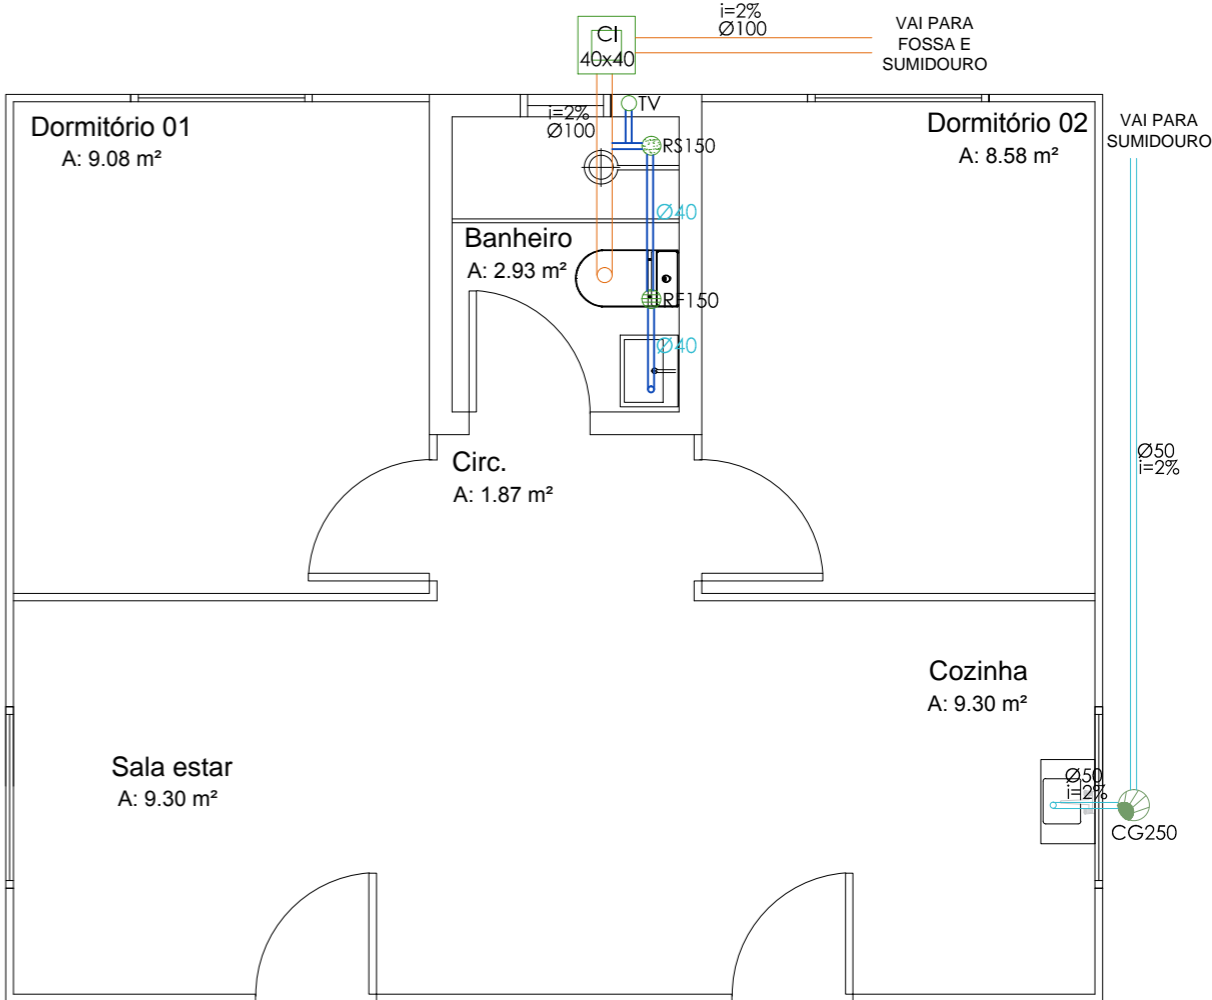 i=2%
Ø100
CI
40x40
VAI PARA
FOSSA E
SUMIDOURO
TV
i=2%
Ø100
Dormitório 01
A: 9.08 m²
Dormitório 02
A: 8.58 m²
VAI PARA
SUMIDOURO
RS150
Ø40
Banheiro
A: 2.93 m²
RF150
Ø40
Circ.
A: 1.87 m²
Ø50
i=2%
Cozinha
A: 9.30 m²
Sala estar
A: 9.30 m²
Ø50
i=2%
CG250